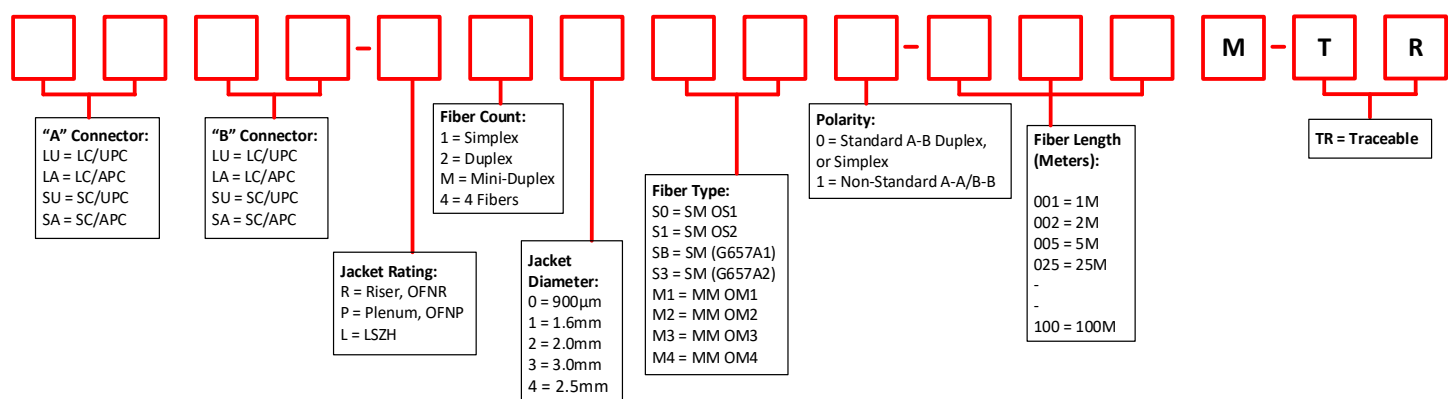 M - T R
"A" Connector:
LU = LC/UPC
LA = LC/APC
SU = SC/UPC
SA = SC/APC
"B" Connector:
LU = LC/UPC
LA = LC/APC
SU = SC/UPC
SA = SC/APC
Jacket Rating:
R = Riser, OFNR
P = Plenum, OFNP
L = LSZH
Fiber Count:
1 = Simplex
2 = Duplex
M = Mini-Duplex
4 = 4 Fibers
Jacket
Diameter:
0 = 900µm
1 = 1.6mm
2 = 2.0mm
3 = 3.0mm
4 = 2.5mm
Fiber Type:
S0 = SM OS1
S1 = SM OS2
SB = SM (G657A1)
S3 = SM (G657A2)
M1 = MM OM1
M2 = MM OM2
M3 = MM OM3
M4 = MM OM4
Polarity:
0 = Standard A-B Duplex,
or Simplex
1 = Non-Standard A-A/B-B
Fiber Length
(Meters):
001 = 1M
002 = 2M
005 = 5M
025 = 25M
-
-
100 = 100M
TR = Traceable